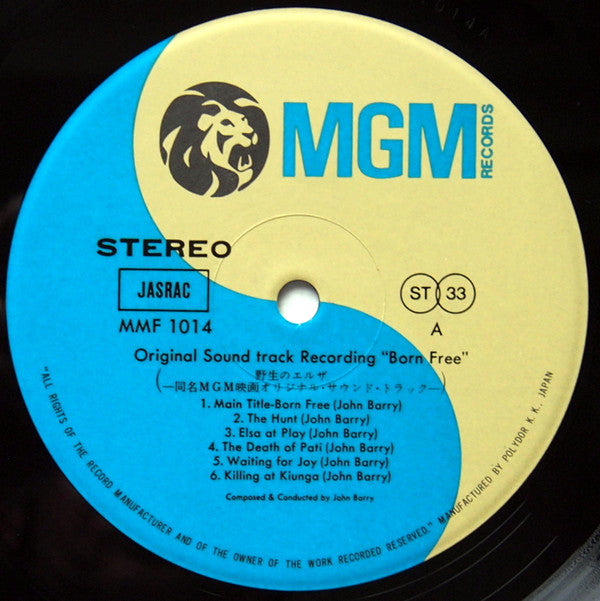 MGM
RECORDS
STEREO
JASRAC
MMF 1014
ST 33
A
Original Sound track Recording "Born Free"
野生のエルザ
(—同名MGM映画オリジナル・サウンド・トラック—)
1. Main Title-Born Free (John Barry)
2. The Hunt (John Barry)
3. Elsa at Play (John Barry)
4. The Death of Pati (John Barry)
5. Waiting for Joy (John Barry)
6. Killing at Kiunga (John Barry)
Composed & Conducted by John Barry
"ALL RIGHTS OF THE RECORD MANUFACTURER AND OF THE OWNER OF THE WORK RECORDED RESERVED." MANUFACTURED BY POLYDOR K. K. JAPAN